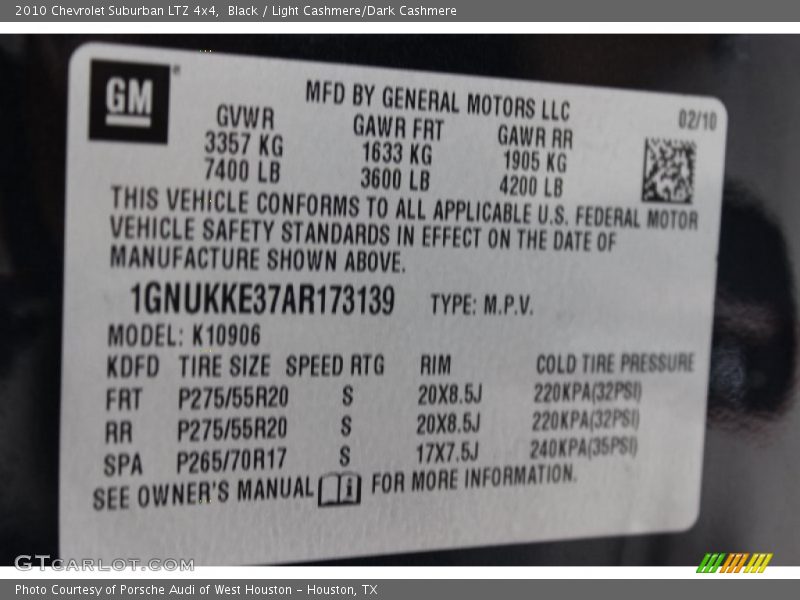 2010 Chevrolet Suburban LTZ 4x4, Black / Light Cashmere/Dark Cashmere
GM
MFD BY GENERAL MOTORS LLC
02/10
GVWR GAWR FRT GAWR RR
3357 KG 1633 KG 1905 KG
7400 LB 3600 LB 4200 LB
THIS VEHICLE CONFORMS TO ALL APPLICABLE U.S. FEDERAL MOTOR
VEHICLE SAFETY STANDARDS IN EFFECT ON THE DATE OF
MANUFACTURE SHOWN ABOVE.
1GNUKKE37AR173139 TYPE: M.P.V.
MODEL: K10906
KDFD TIRE SIZE SPEED RTG RIM COLD TIRE PRESSURE
FRT P275/55R20 S 20X8.5J 220KPA(32PSI)
RR P275/55R20 S 20X8.5J 220KPA(32PSI)
SPA P265/70R17 S 17X7.5J 240KPA(35PSI)
SEE OWNER'S MANUAL i FOR MORE INFORMATION.
GTCARLOT.COM
Photo Courtesy of Porsche Audi of West Houston - Houston, TX